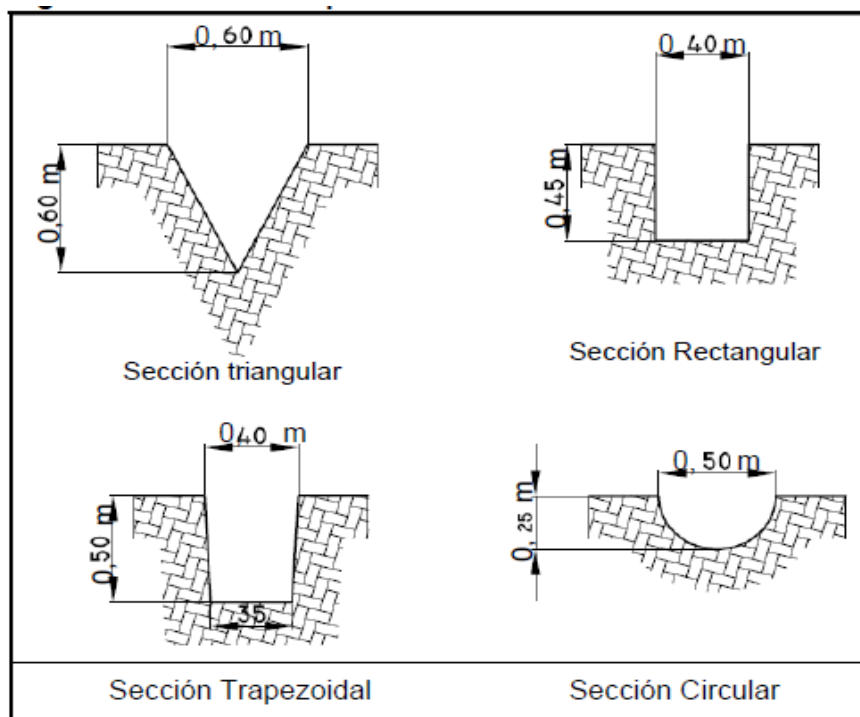 0,60 m
0,40 m
0,60 m
0,45 m
Sección triangular
Sección Rectangular
0,40 m
0,50 m
0,50 m
0,25 m
35
Sección Trapezoidal
Sección Circular